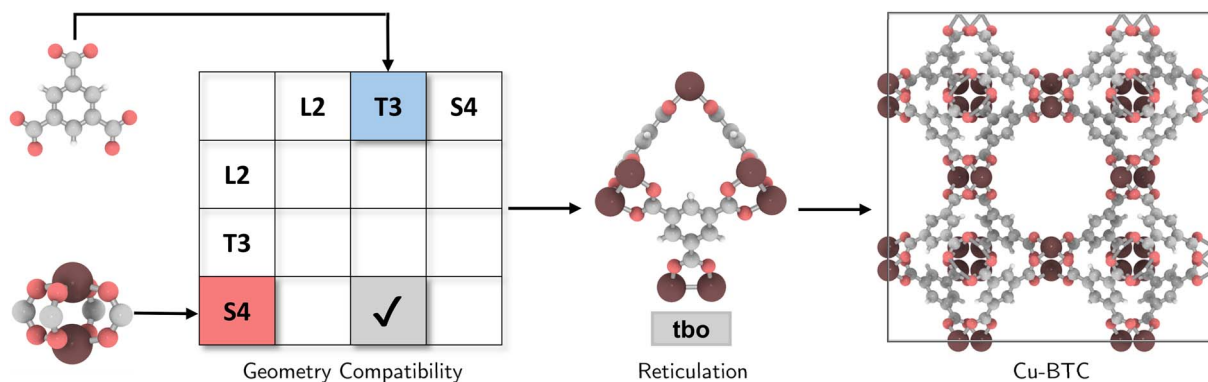 L2 T3 S4
L2
T3
S4 ✓
tbo
Geometry Compatibility
Reticulation
Cu-BTC